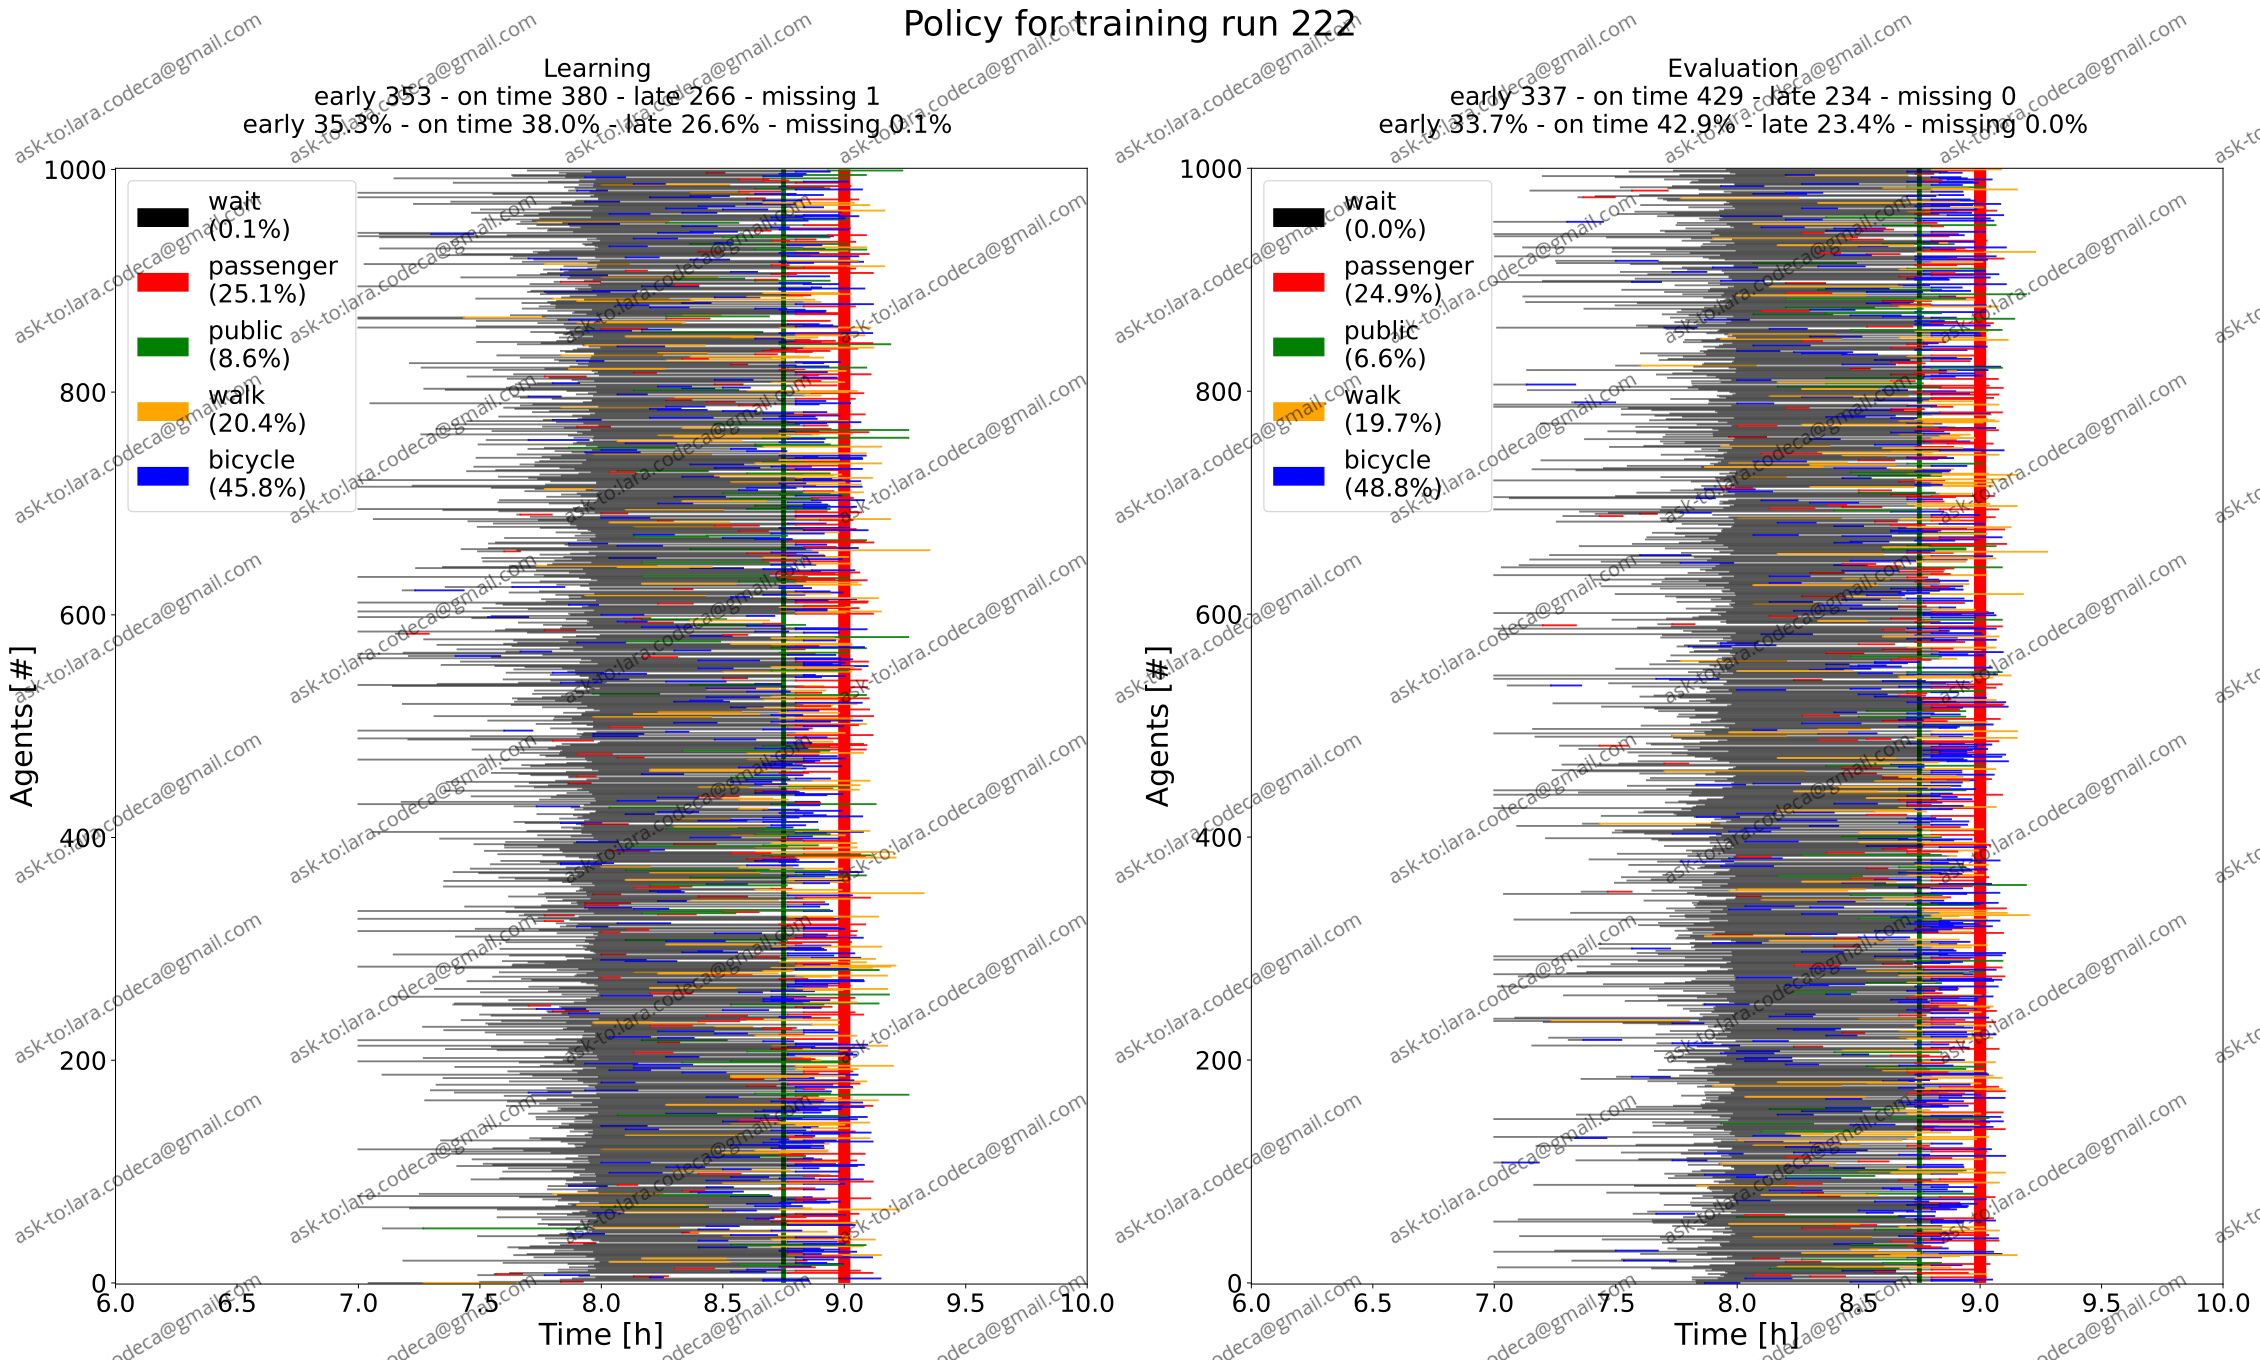 Policy for training run 222
Learning
early 353 - on time 380 - late 266 - missing 1
early 35.3% - on time 38.0% - late 26.6% - missing 0.1%
1000
800
600
400
200
0
Agents [#]
wait
(0.1%)
passenger
(25.1%)
public
(8.6%)
walk
(20.4%)
bicycle
(45.8%)
6.0 6.5 7.0 7.5 8.0 8.5 9.0 9.5 10.0
Time [h]
Evaluation
early 337 - on time 429 - late 234 - missing 0
early 33.7% - on time 42.9% - late 23.4% - missing 0.0%
1000
800
600
400
200
0
Agents [#]
wait
(0.0%)
passenger
(24.9%)
public
(6.6%)
walk
(19.7%)
bicycle
(48.8%)
6.0 6.5 7.0 7.5 8.0 8.5 9.0 9.5 10.0
Time [h]
ask-to:lara.codeca@gmail.com